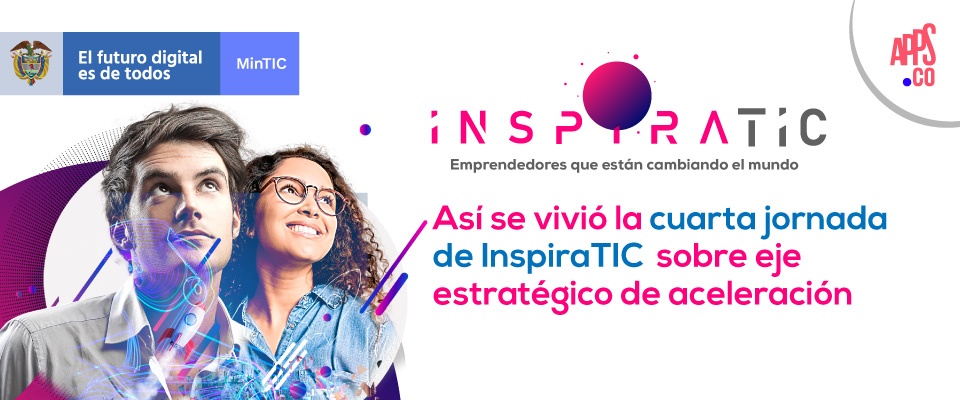 El futuro digital
es de todos
MinTIC
APPS
.CO
INSPIRATIC
Emprendedores que están cambiando el mundo
Así se vivió la cuarta jornada
de InspiraTIC sobre eje
estratégico de aceleración